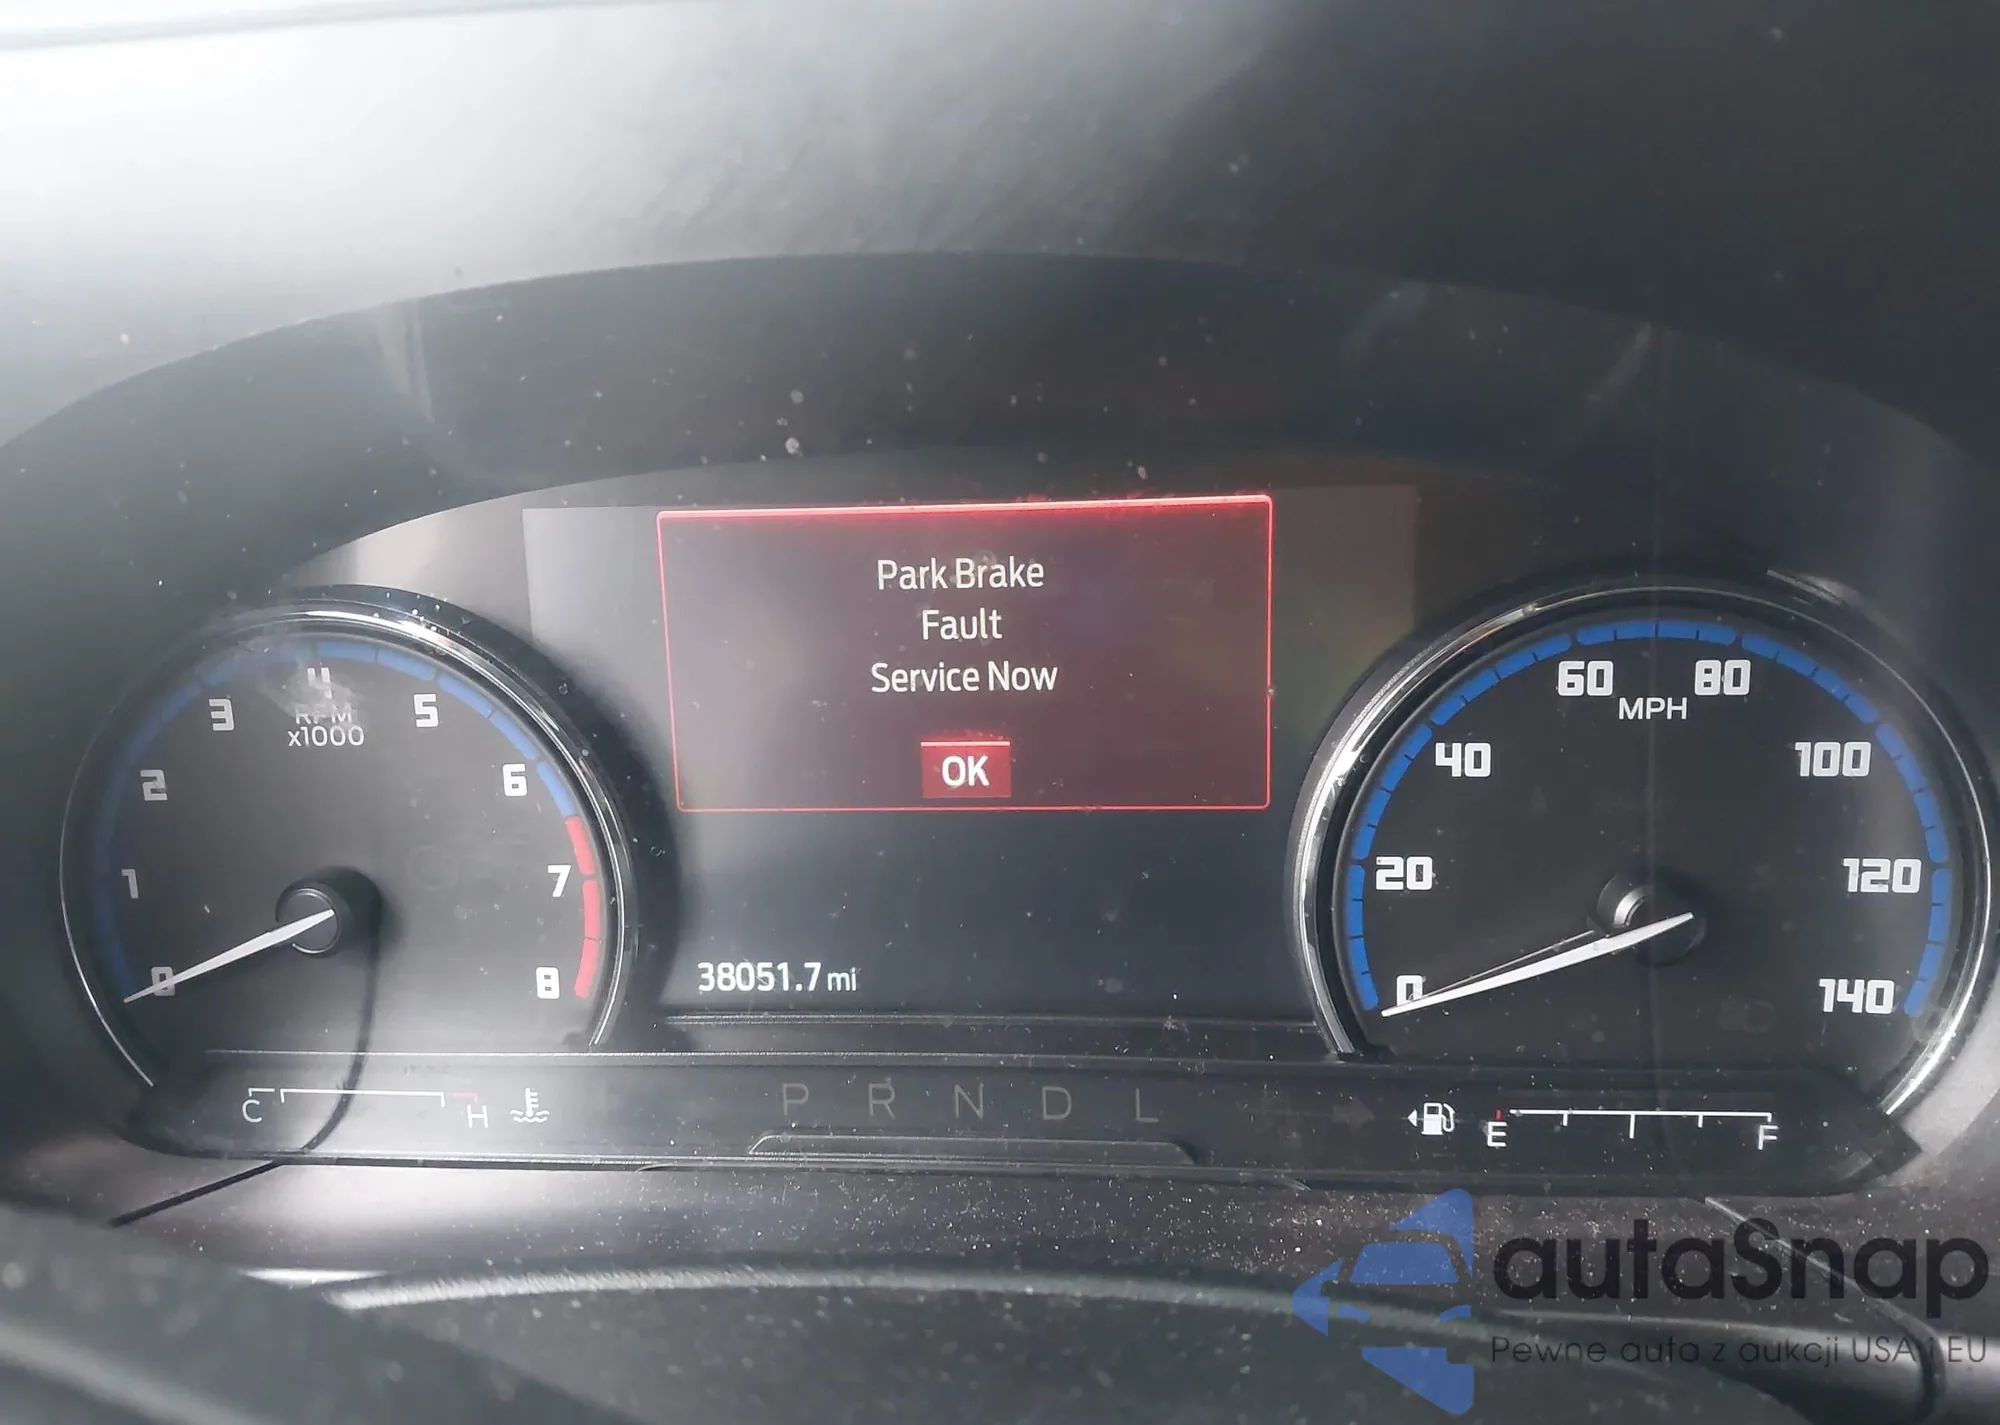 Park Brake
Fault
Service Now
OK
0 1 2 3 4 5 6 7 8
RPM
x1000
0 20 40 60 80 100 120 140
MPH
38051.7 mi
C H
P R N D L
E F
autaSnap
Pewne auta z aukcji USA i EU